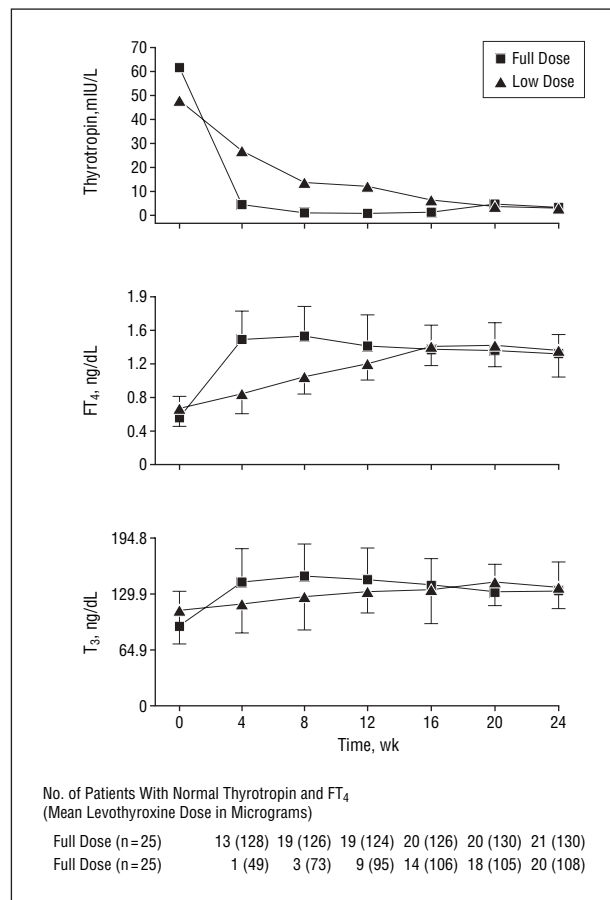 Full Dose
Low Dose
Thyrotropin,mIU/L
70
60
50
40
30
20
10
0
FT4, ng/dL
1.9
1.6
1.2
0.8
0.4
0
T3, ng/dL
194.8
129.9
64.9
0
0 4 8 12 16 20 24
Time, wk
No. of Patients With Normal Thyrotropin and FT4
(Mean Levothyroxine Dose in Micrograms)
Full Dose (n=25) 13 (128) 19 (126) 19 (124) 20 (126) 20 (130) 21 (130)
Full Dose (n=25) 1 (49) 3 (73) 9 (95) 14 (106) 18 (105) 20 (108)